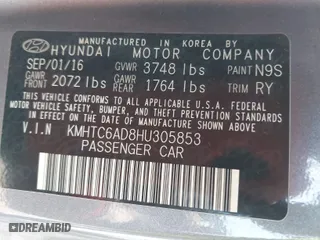 MANUFACTURED IN KOREA BY
HYUNDAI MOTOR COMPANY
SEP/01/16 GVWR 3748 lbs PAINT N9S
GAWR FRONT 2072 lbs GAWR REAR 1764 lbs TRIM RY
THIS VEHICLE CONFORMS TO ALL APPLICABLE U.S. FEDERAL MOTOR VEHICLE SAFETY, BUMPER, AND THEFT PREVENTION STANDARDS IN EFFECT ON THE DATE OF MANUFACTURE SHOWN ABOVE.
V.I.N KMHTC6AD8HU305853
PASSENGER CAR
DREAMBID